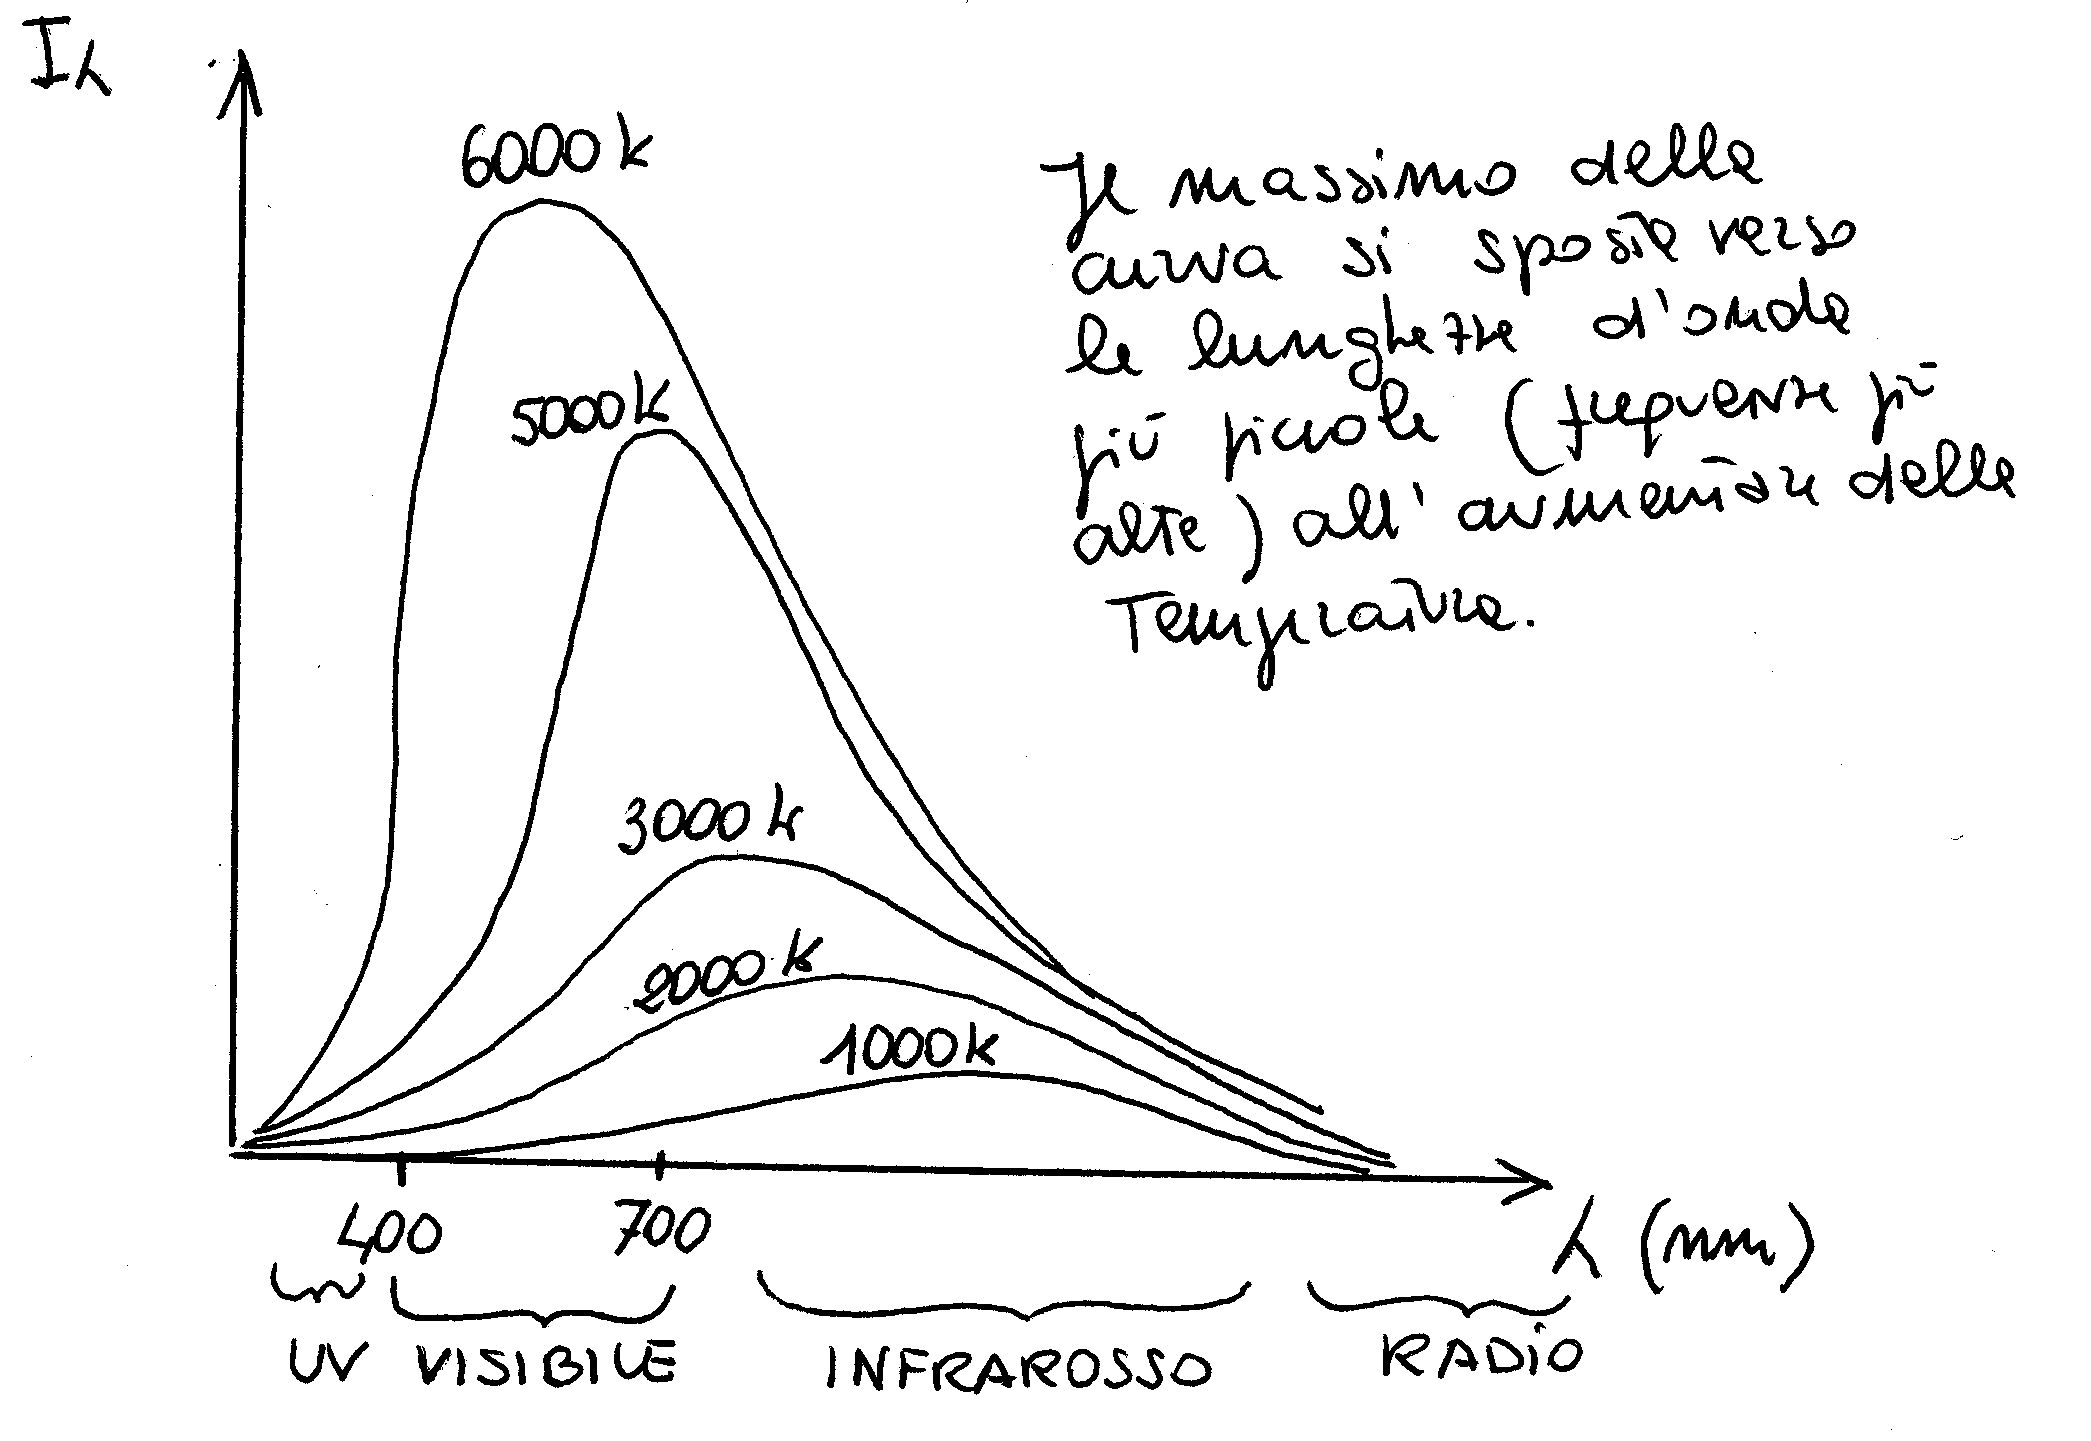 Iλ
6000 K
Il massimo della
curva si sposta verso
le lunghezze d'onda
più piccole (frequenze più
alte) all'aumentare della
Temperatura.
5000 K
3000 K
2000 K
1000 K
400 700
λ (nm)
UV VISIBILE INFRAROSSO RADIO